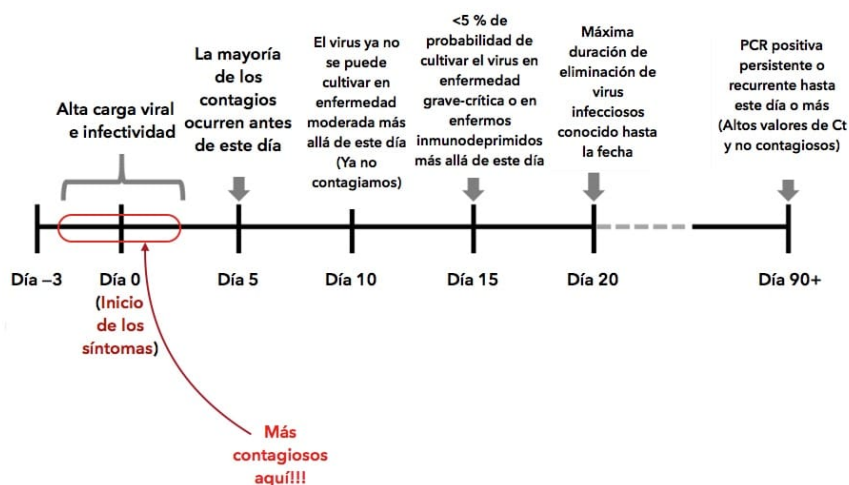 Alta carga viral
e infectividad
La mayoría
de los
contagios
ocurren antes
de este día
El virus ya no
se puede
cultivar en
enfermedad
moderada más
allá de este día
(Ya no
contagiamos)
<5 % de
probabilidad de
cultivar el virus en
enfermedad
grave-crítica o en
enfermos
inmunodeprimidos
más allá de este día
Máxima
duración de
eliminación de
virus
infecciosos
conocido hasta
la fecha
PCR positiva
persistente o
recurrente hasta
este día o más
(Altos valores de Ct
y no contagiosos)
Día –3
Día 0
(Inicio
de los
síntomas)
Día 5
Día 10
Día 15
Día 20
Día 90+
Más
contagiosos
aquí!!!